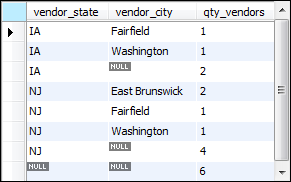 vendor_state vendor_city qty_vendors
IA Fairfield 1
IA Washington 1
IA NULL 2
NJ East Brunswick 2
NJ Fairfield 1
NJ Washington 1
NJ NULL 4
NULL NULL 6